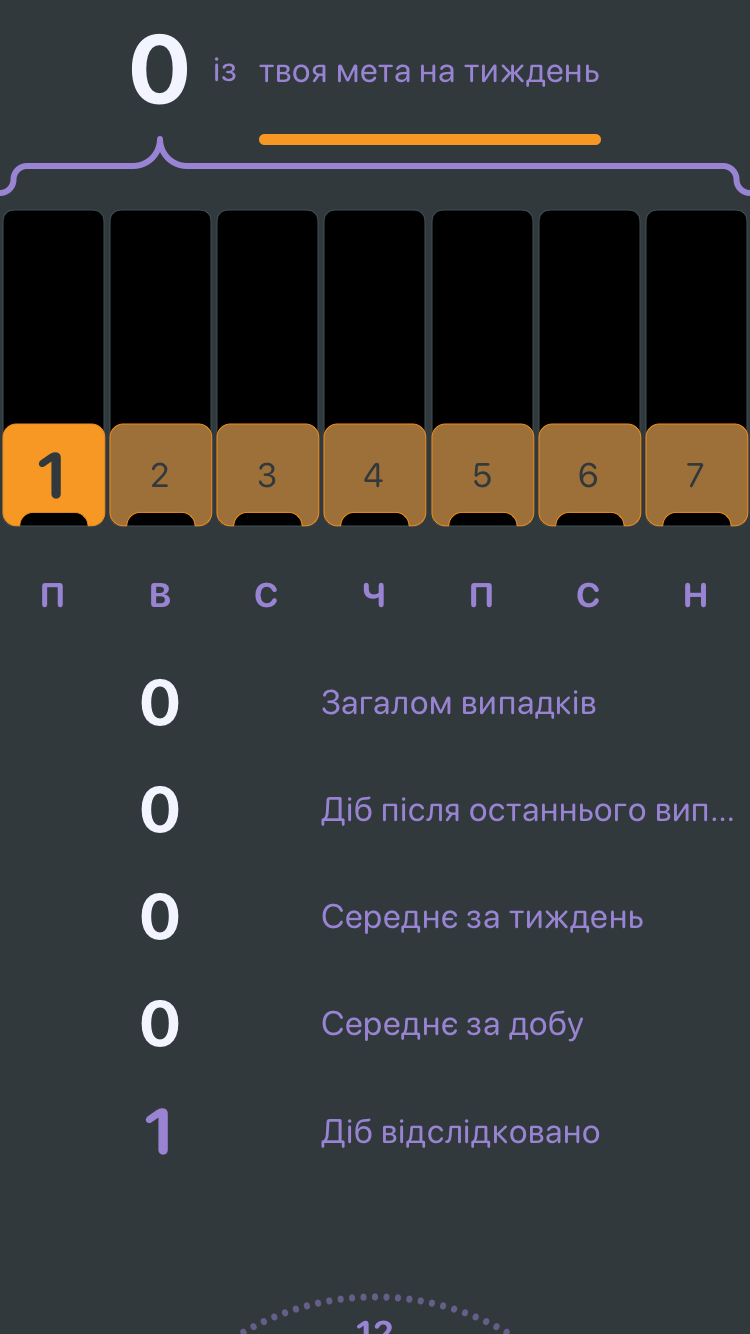 0 із твоя мета на тиждень
1 2 3 4 5 6 7
П В С Ч П С Н
0 Загалом випадків
0 Діб після останнього вип...
0 Середнє за тиждень
0 Середнє за добу
1 Діб відслідковано
12